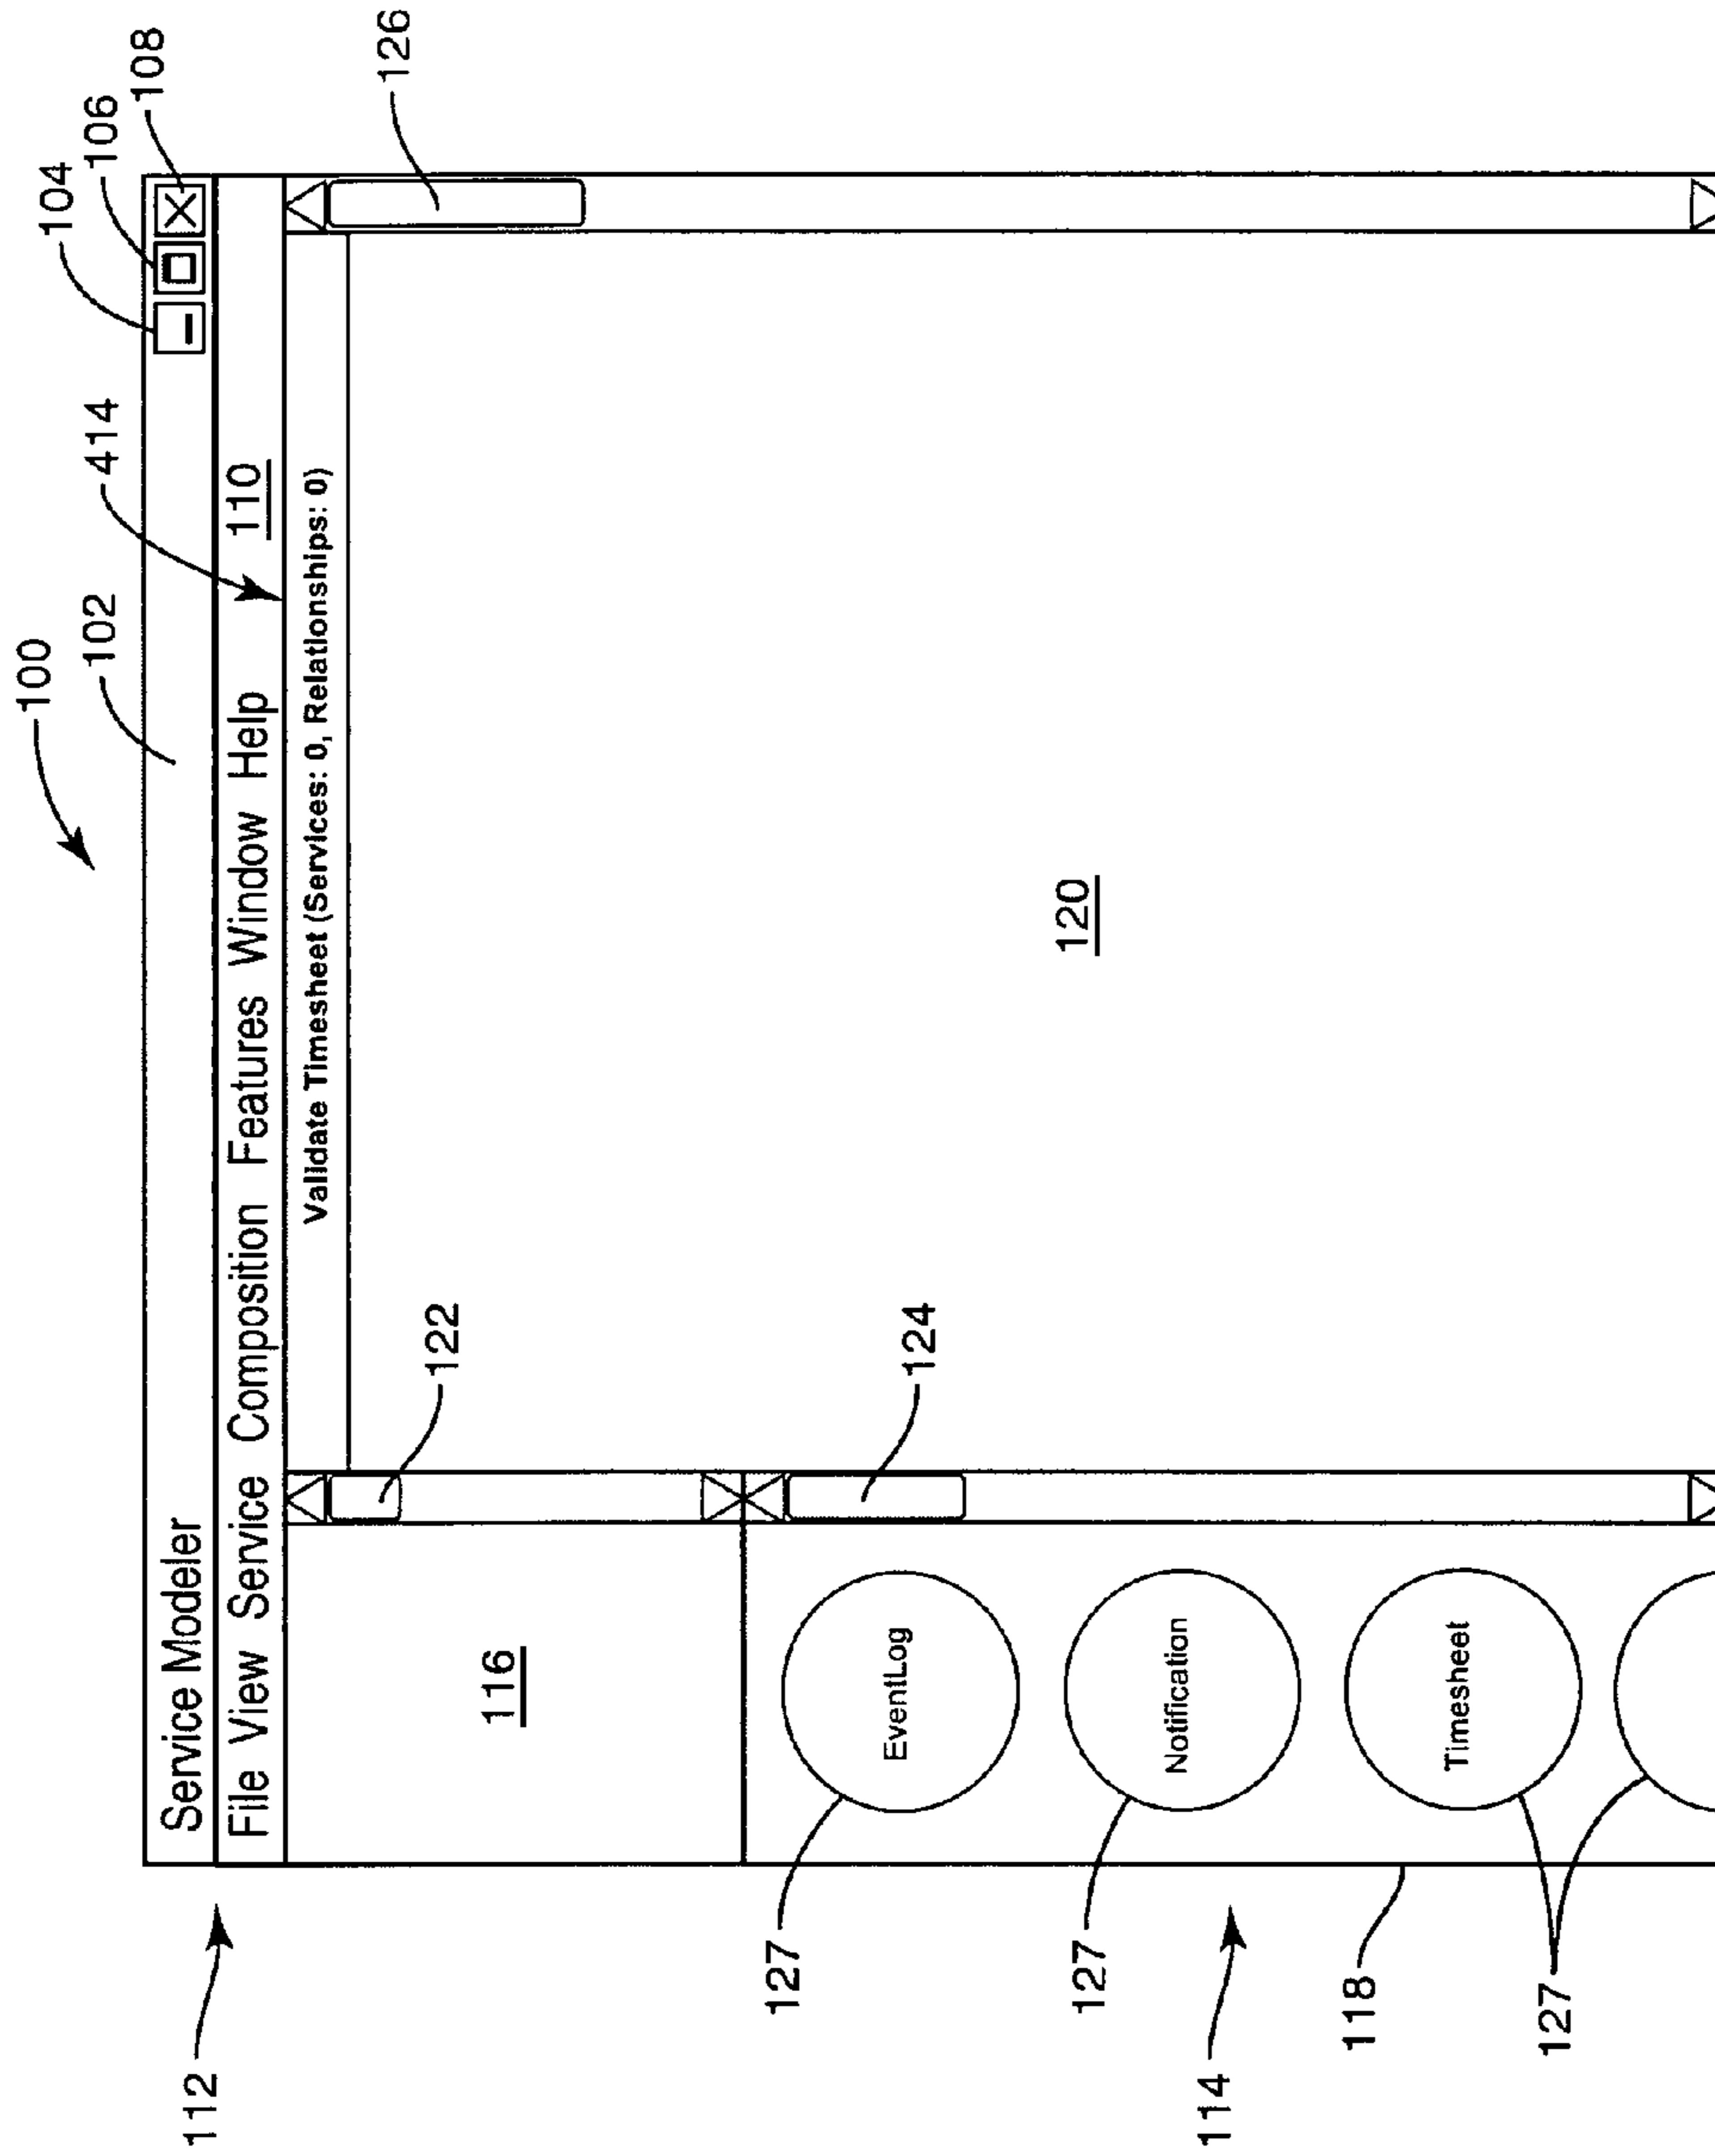 100
102
414
104
106
108
112
Service Modeler
File View Service Composition Features Window Help 110
Validate Timesheet (Services: 0, Relationships: 0)
126
122
116
120
124
127
EventLog
127
Notification
114
118
Timesheet
127